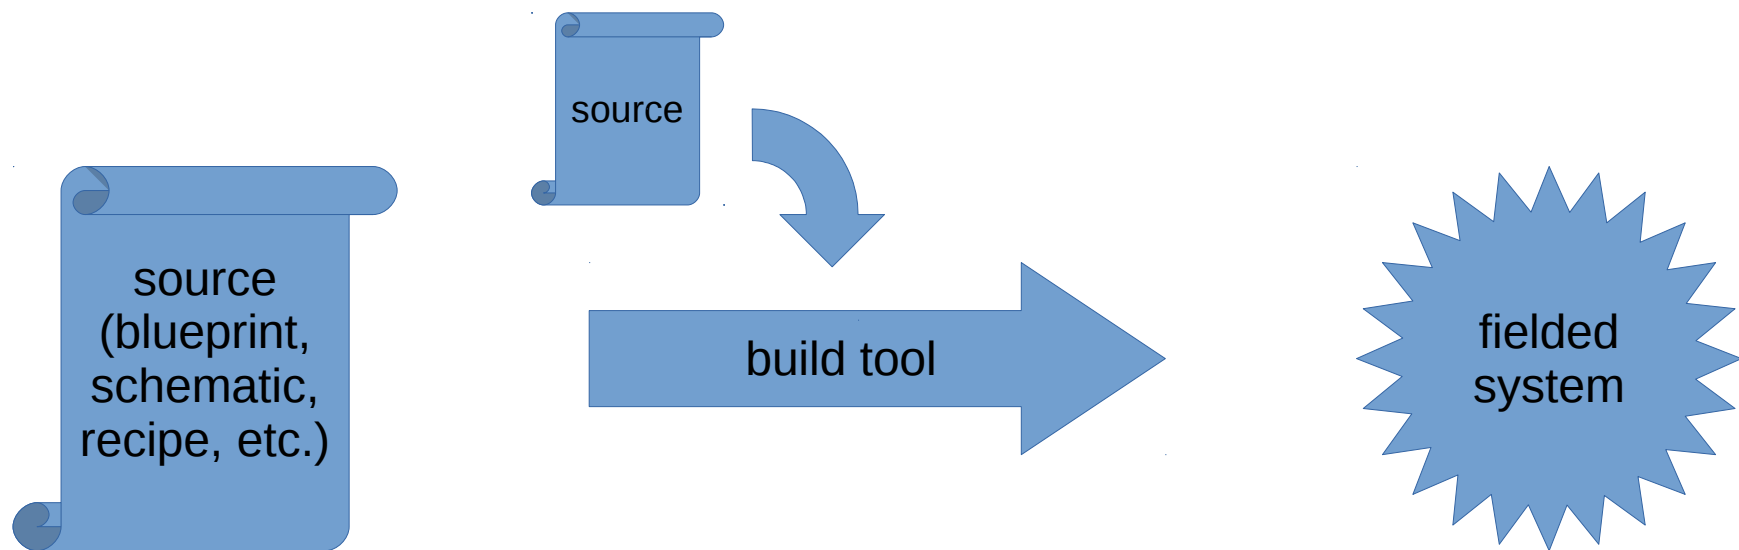 source
source
(blueprint,
schematic,
recipe, etc.)
build tool
fielded
system